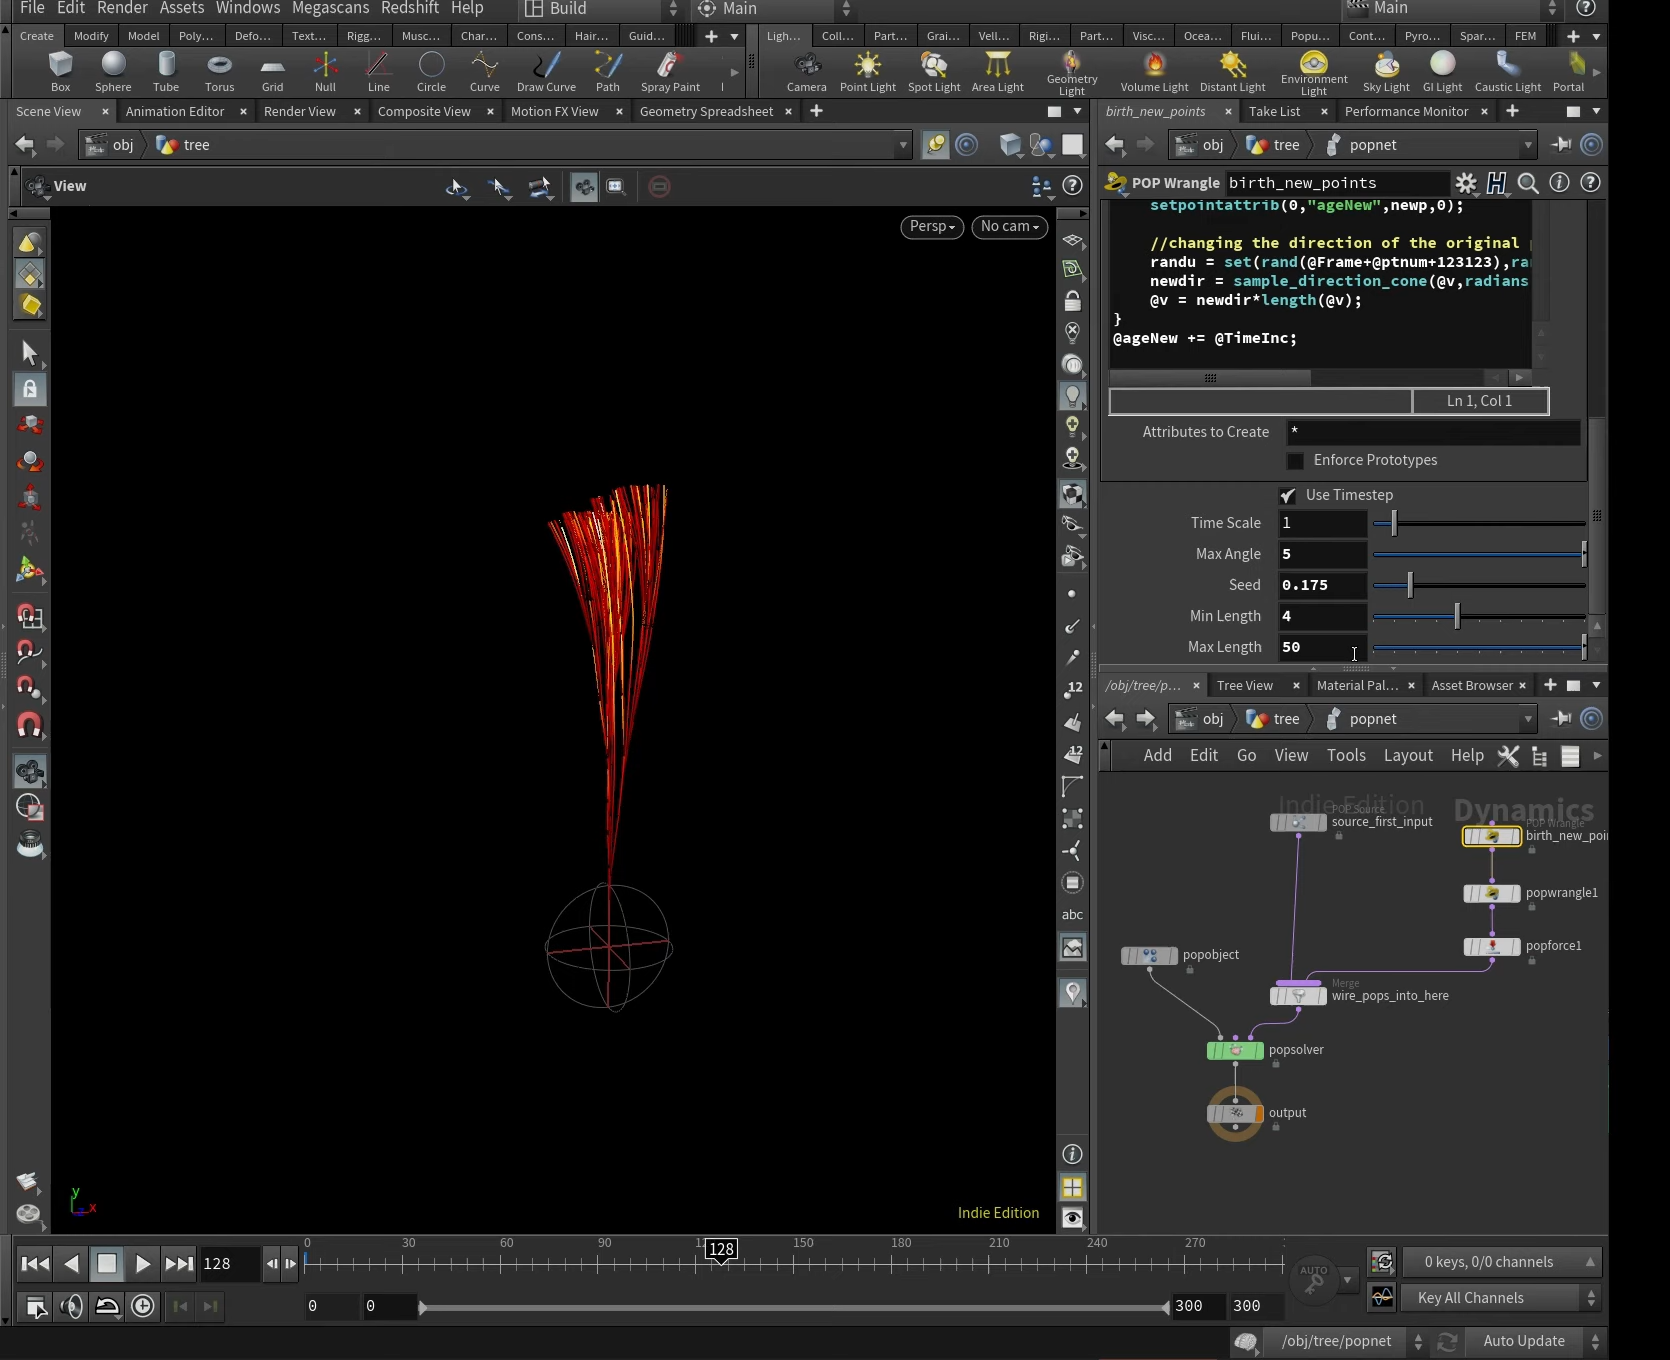 File Edit Render Assets Windows Megascans Redshift Help Build Main Main
Create Modify Model Poly... Defo... Text... Rigg... Musc... Char... Cons... Hair... Guid... Ligh... Coll... Part... Grai... Vell... Rigi... Part... Visc... Ocea... Flui... Popu... Cont... Pyro... Spar... FEM
Box Sphere Tube Torus Grid Null Line Circle Curve Draw Curve Path Spray Paint Camera Point Light Spot Light Area Light Geometry Light Volume Light Distant Light Environment Light Sky Light GI Light Caustic Light Portal
Scene View Animation Editor Render View Composite View Motion FX View Geometry Spreadsheet
obj tree
View
Persp No cam
Indie Edition
y
x
12
12
abc
birth_new_points Take List Performance Monitor
obj tree popnet
POP Wrangle birth_new_points
setpointattrib(0,"ageNew",newp,0);
//changing the direction of the original
randu = set(rand(@Frame+@ptnum+123123),ra
newdir = sample_direction_cone(@v,radians
@v = newdir*length(@v);
}
@ageNew += @TimeInc;
Ln 1, Col 1
Attributes to Create *
Enforce Prototypes
Use Timestep
Time Scale 1
Max Angle 5
Seed 0.175
Min Length 4
Max Length 50
/obj/tree/p... Tree View Material Pal... Asset Browser
obj tree popnet
Add Edit Go View Tools Layout Help
Indie Edition Dynamics
POP Source
source_first_input
POP Wrangle
birth_new_poi
popwrangle1
popforce1
popobject
Merge
wire_pops_into_here
popsolver
output
0 30 60 90 12 128 150 180 210 240 270
128
AUTO
0 keys, 0/0 channels
0 0 300 300
Key All Channels
/obj/tree/popnet Auto Update